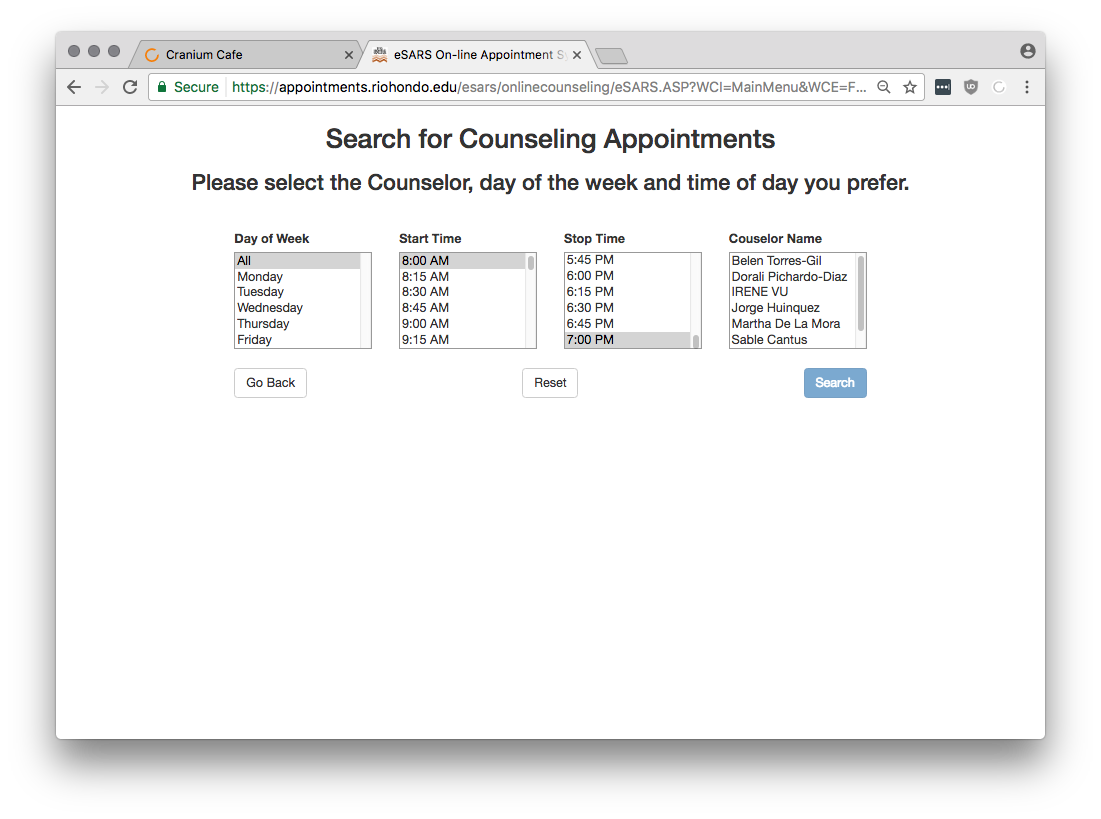 Cranium Cafe
eSARS On-line Appointment S
Secure https://appointments.riohondo.edu/esars/onlinecounseling/eSARS.ASP?WCI=MainMenu&WCE=F...
Search for Counseling Appointments
Please select the Counselor, day of the week and time of day you prefer.
Day of Week
All
Monday
Tuesday
Wednesday
Thursday
Friday
Start Time
8:00 AM
8:15 AM
8:30 AM
8:45 AM
9:00 AM
9:15 AM
Stop Time
5:45 PM
6:00 PM
6:15 PM
6:30 PM
6:45 PM
7:00 PM
Couselor Name
Belen Torres-Gil
Dorali Pichardo-Diaz
IRENE VU
Jorge Huinquez
Martha De La Mora
Sable Cantus
Go Back
Reset
Search